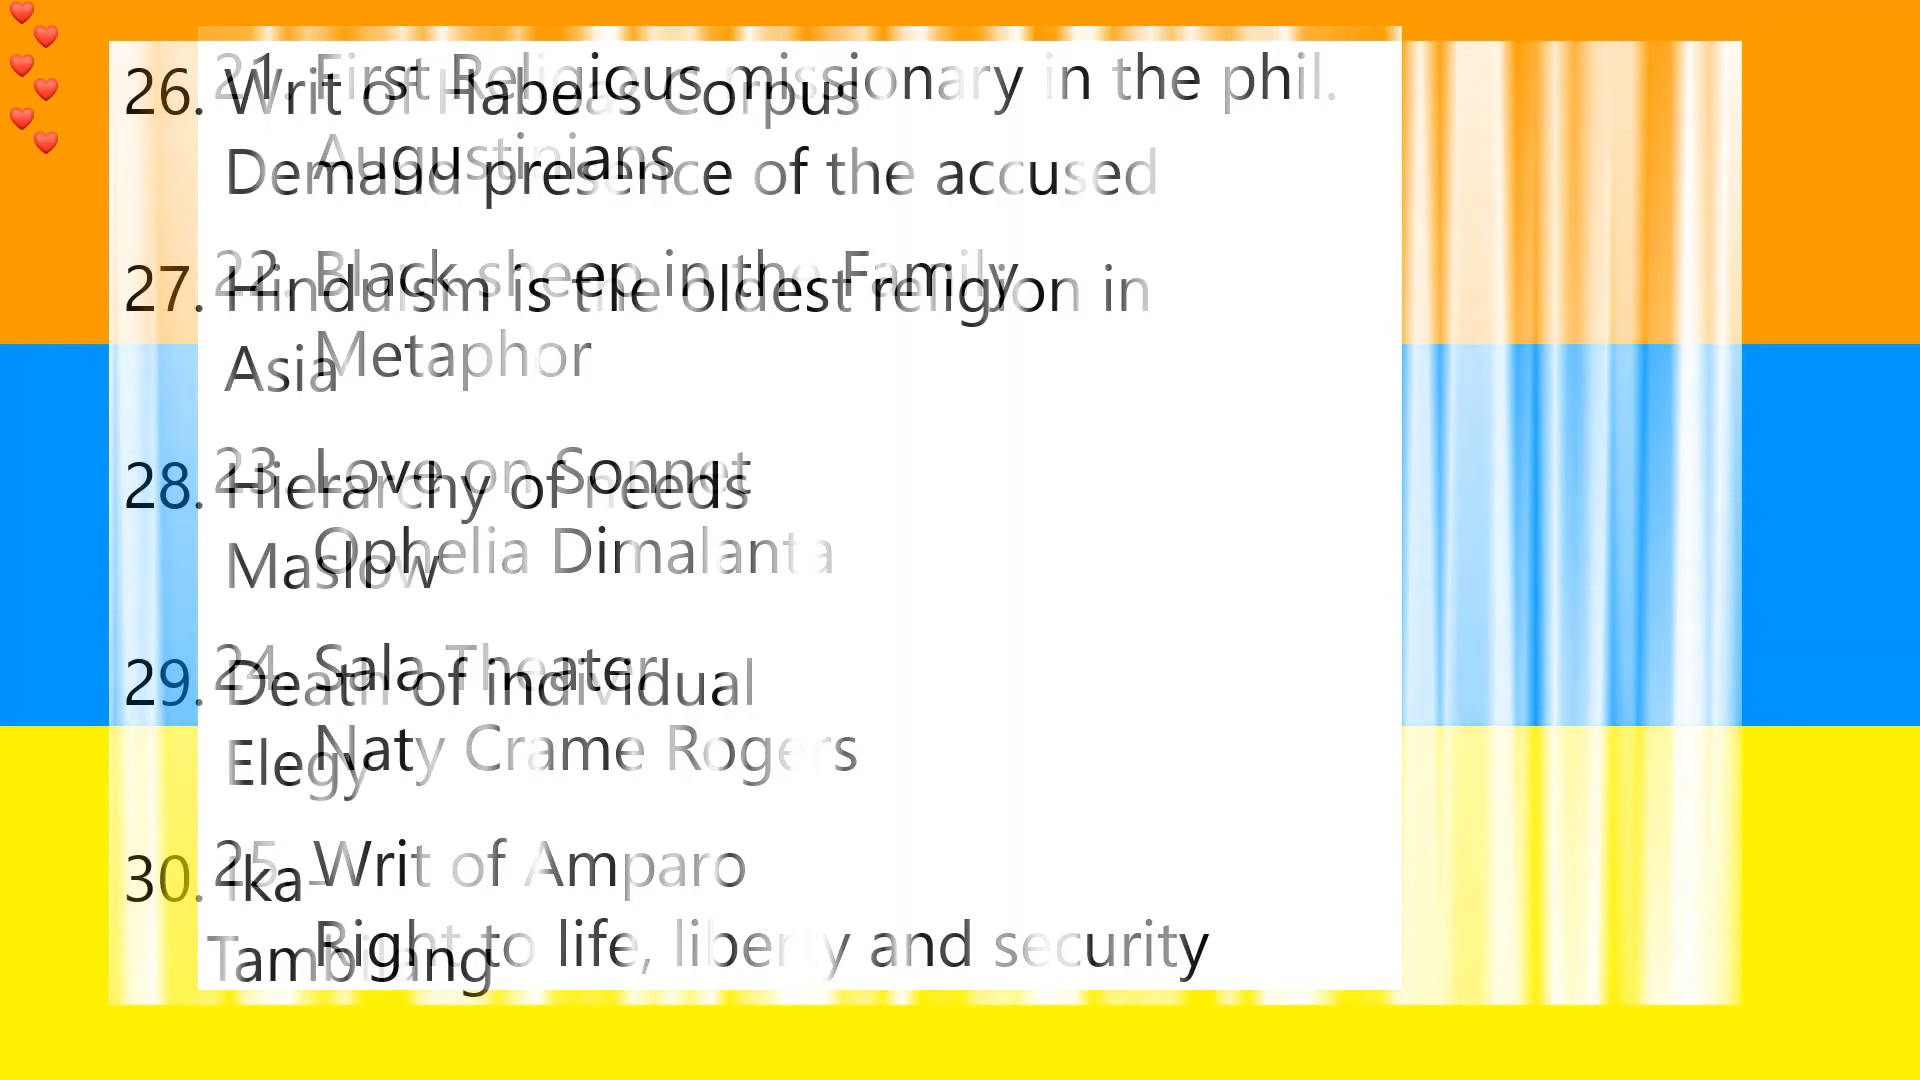 21. First Religious missionary in the phil.
Augustinians
22. Black sheep in the Family
Metaphor
23. Love on Sonnet
Ophelia Dimalanta
24. Sala Theater
Naty Crame Rogers
25. Writ of Amparo
Right to life, liberty and security
26. Writ of Habeas Corpus
Demand presence of the accused
27. Hinduism is the oldest religion in
Asia
28. Hierarchy of needs
Maslow
29. Death of individual
Elegy
30. Ika-
Tambilang